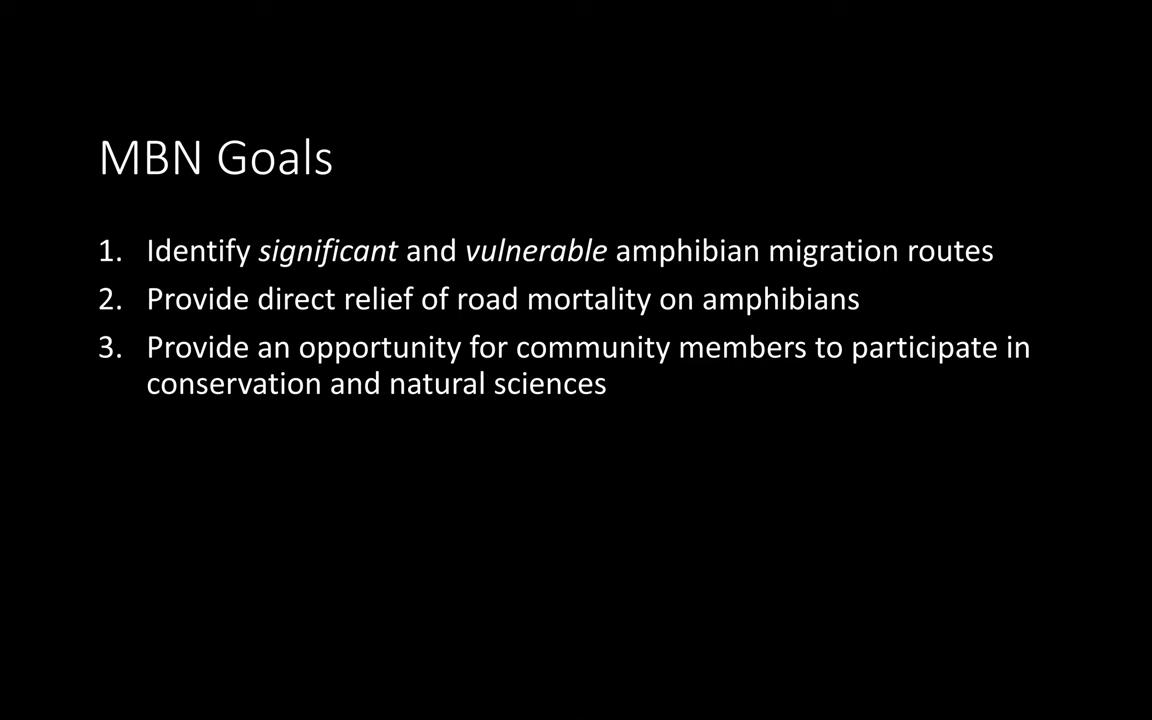 MBN Goals
1. Identify significant and vulnerable amphibian migration routes
2. Provide direct relief of road mortality on amphibians
3. Provide an opportunity for community members to participate in
conservation and natural sciences